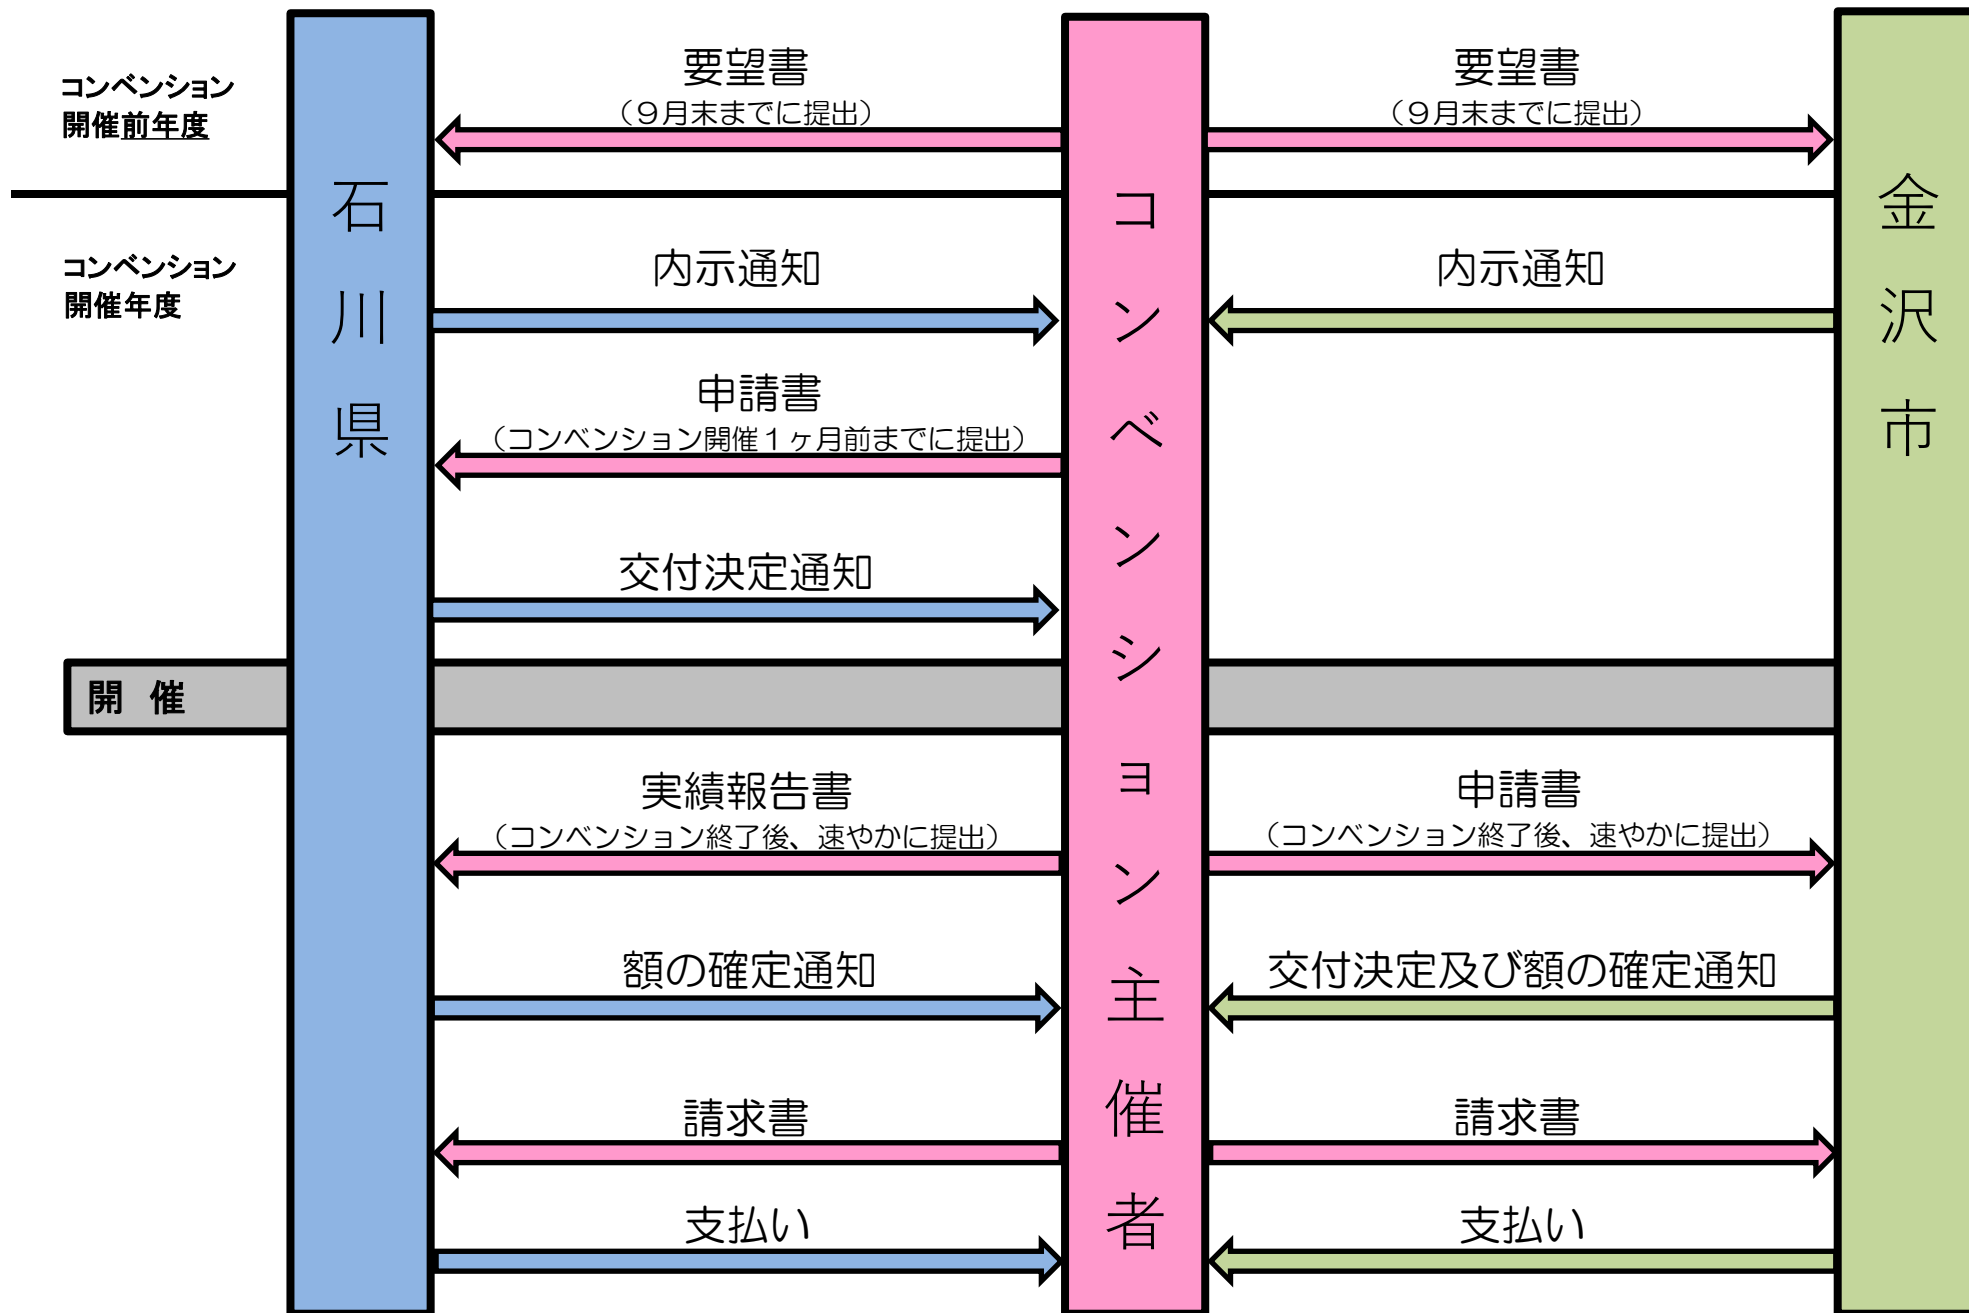 コンベンション
開催前年度
要望書
（９月末までに提出）
要望書
（９月末までに提出）
石川県
コンベンション主催者
金沢市
コンベンション
開催年度
内示通知
内示通知
申請書
（コンベンション開催１ヶ月前までに提出）
交付決定通知
開　催
実績報告書
（コンベンション終了後、速やかに提出）
申請書
（コンベンション終了後、速やかに提出）
額の確定通知
交付決定及び額の確定通知
請求書
請求書
支払い
支払い